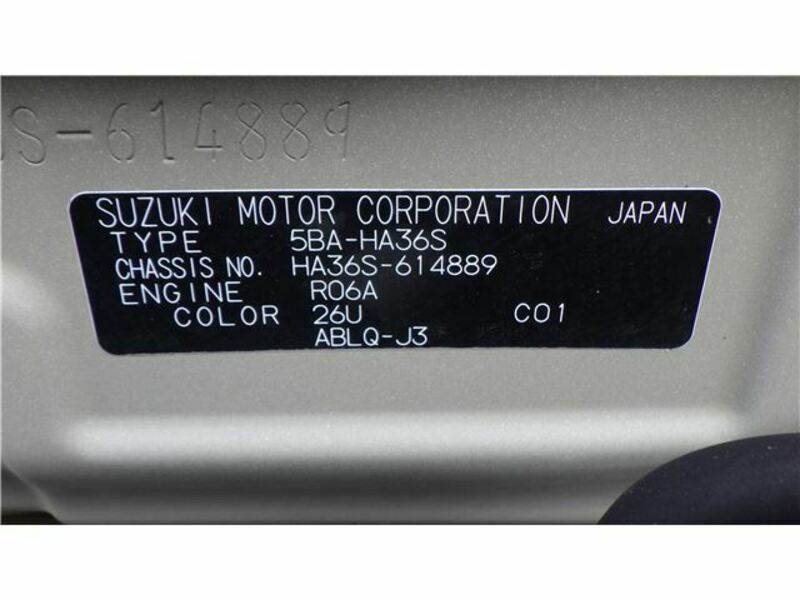 S-614889
SUZUKI MOTOR CORPORATION JAPAN
TYPE 5BA-HA36S
CHASSIS NO. HA36S-614889
ENGINE R06A
COLOR 26U C01
ABLQ-J3